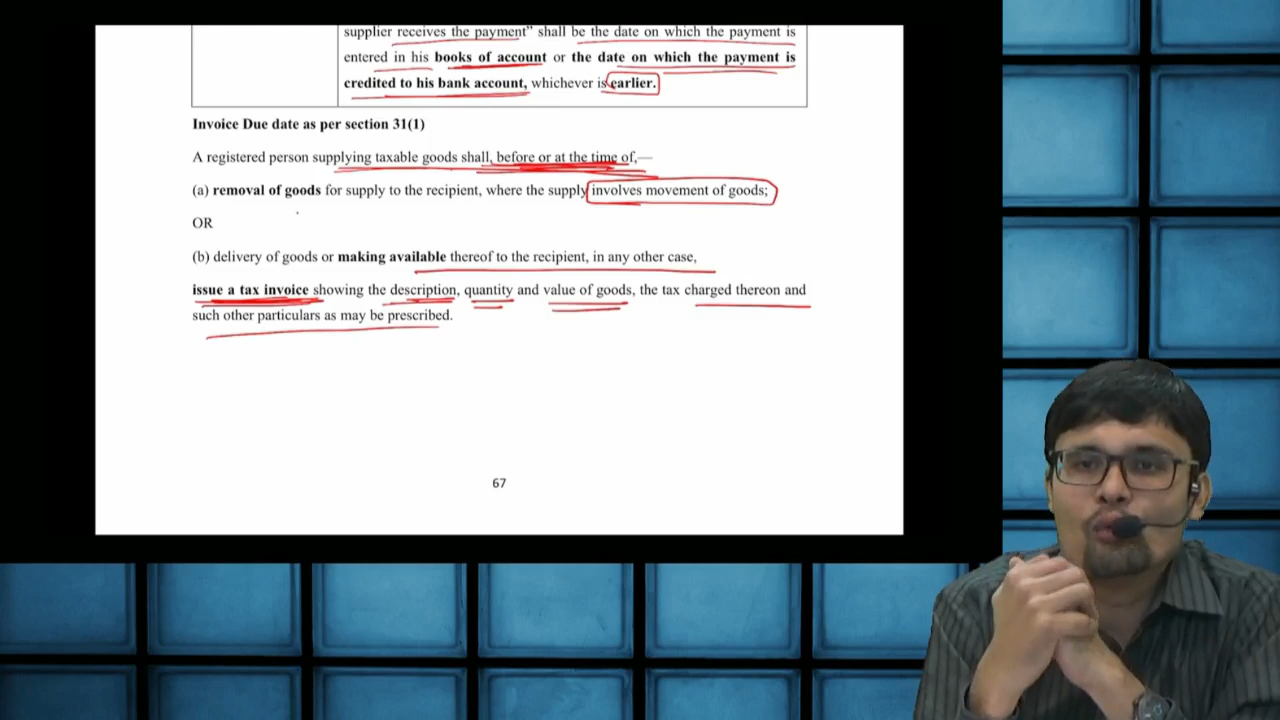 supplier receives the payment" shall be the date on which the payment is
entered in his books of account or the date on which the payment is
credited to his bank account, whichever is earlier.
Invoice Due date as per section 31(1)
A registered person supplying taxable goods shall, before or at the time of,—
(a) removal of goods for supply to the recipient, where the supply involves movement of goods;
OR
(b) delivery of goods or making available thereof to the recipient, in any other case,
issue a tax invoice showing the description, quantity and value of goods, the tax charged thereon and
such other particulars as may be prescribed.
67